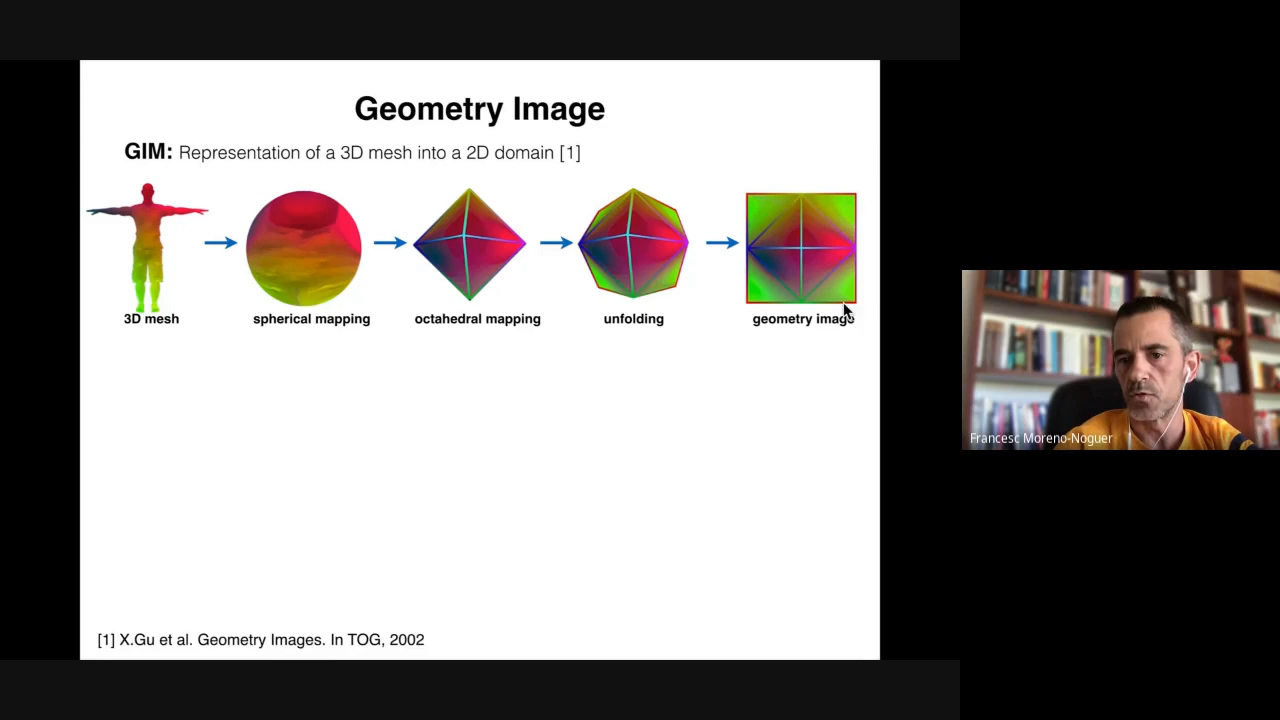 Geometry Image
GIM: Representation of a 3D mesh into a 2D domain [1]
3D mesh
spherical mapping
octahedral mapping
unfolding
geometry image
Francesc Moreno-Noguer
[1] X.Gu et al. Geometry Images. In TOG, 2002